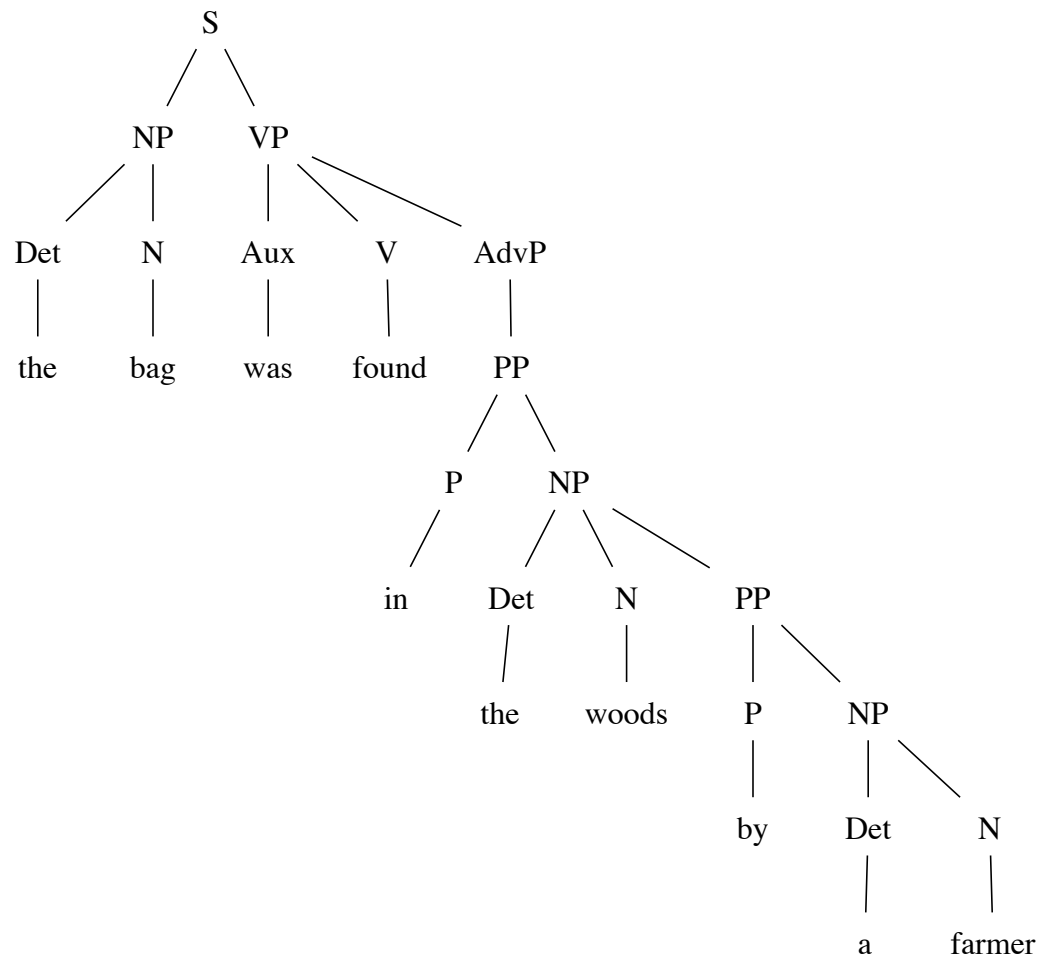 S
NP VP
Det N Aux V AdvP
the bag was found PP
P NP
in Det N PP
the woods P NP
by Det N
a farmer